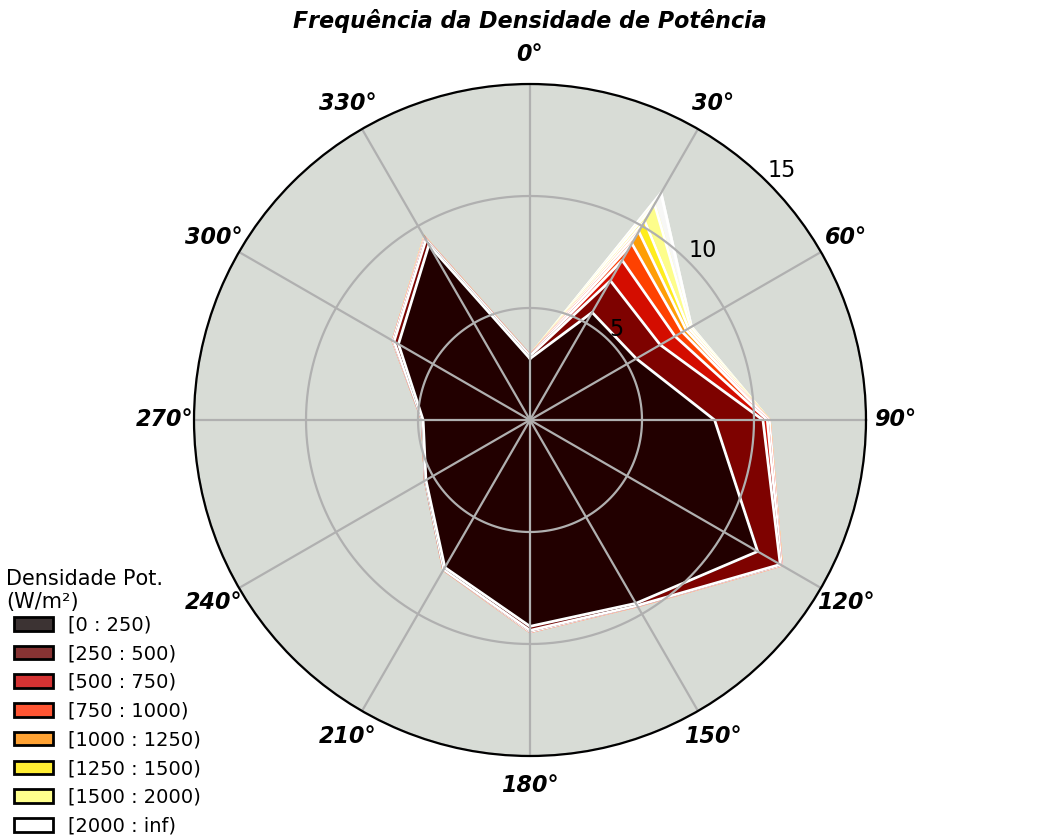 Frequência da Densidade de Potência
0°
330°
30°
15
300°
60°
10
5
270°
90°
240°
120°
210°
150°
180°
Densidade Pot.
(W/m²)
[0 : 250)
[250 : 500)
[500 : 750)
[750 : 1000)
[1000 : 1250)
[1250 : 1500)
[1500 : 2000)
[2000 : inf)